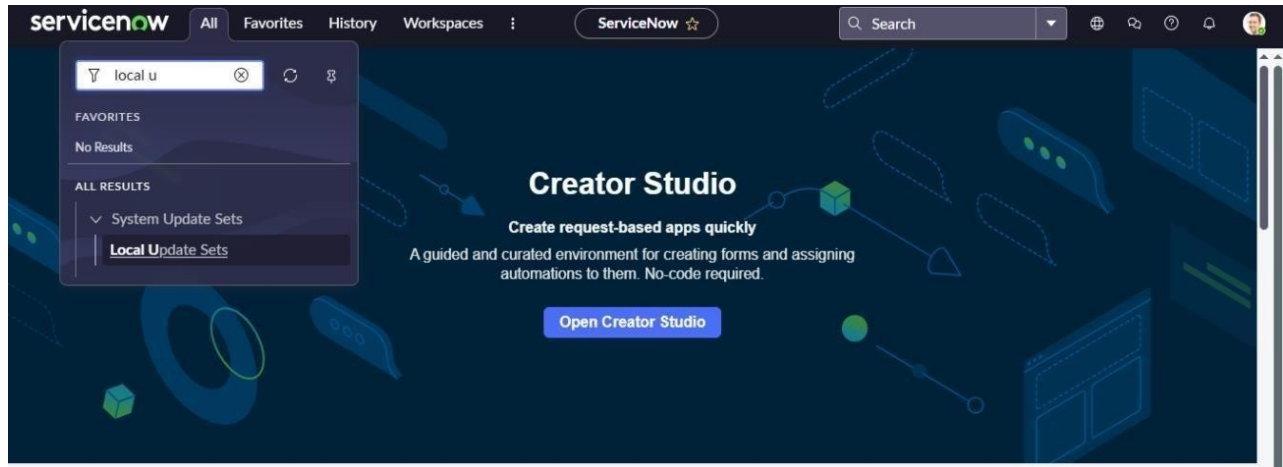 servicenow All Favorites History Workspaces ServiceNow Search
local u
FAVORITES
No Results
ALL RESULTS
System Update Sets
Local Update Sets
Creator Studio
Create request-based apps quickly
A guided and curated environment for creating forms and assigning
automations to them. No-code required.
Open Creator Studio